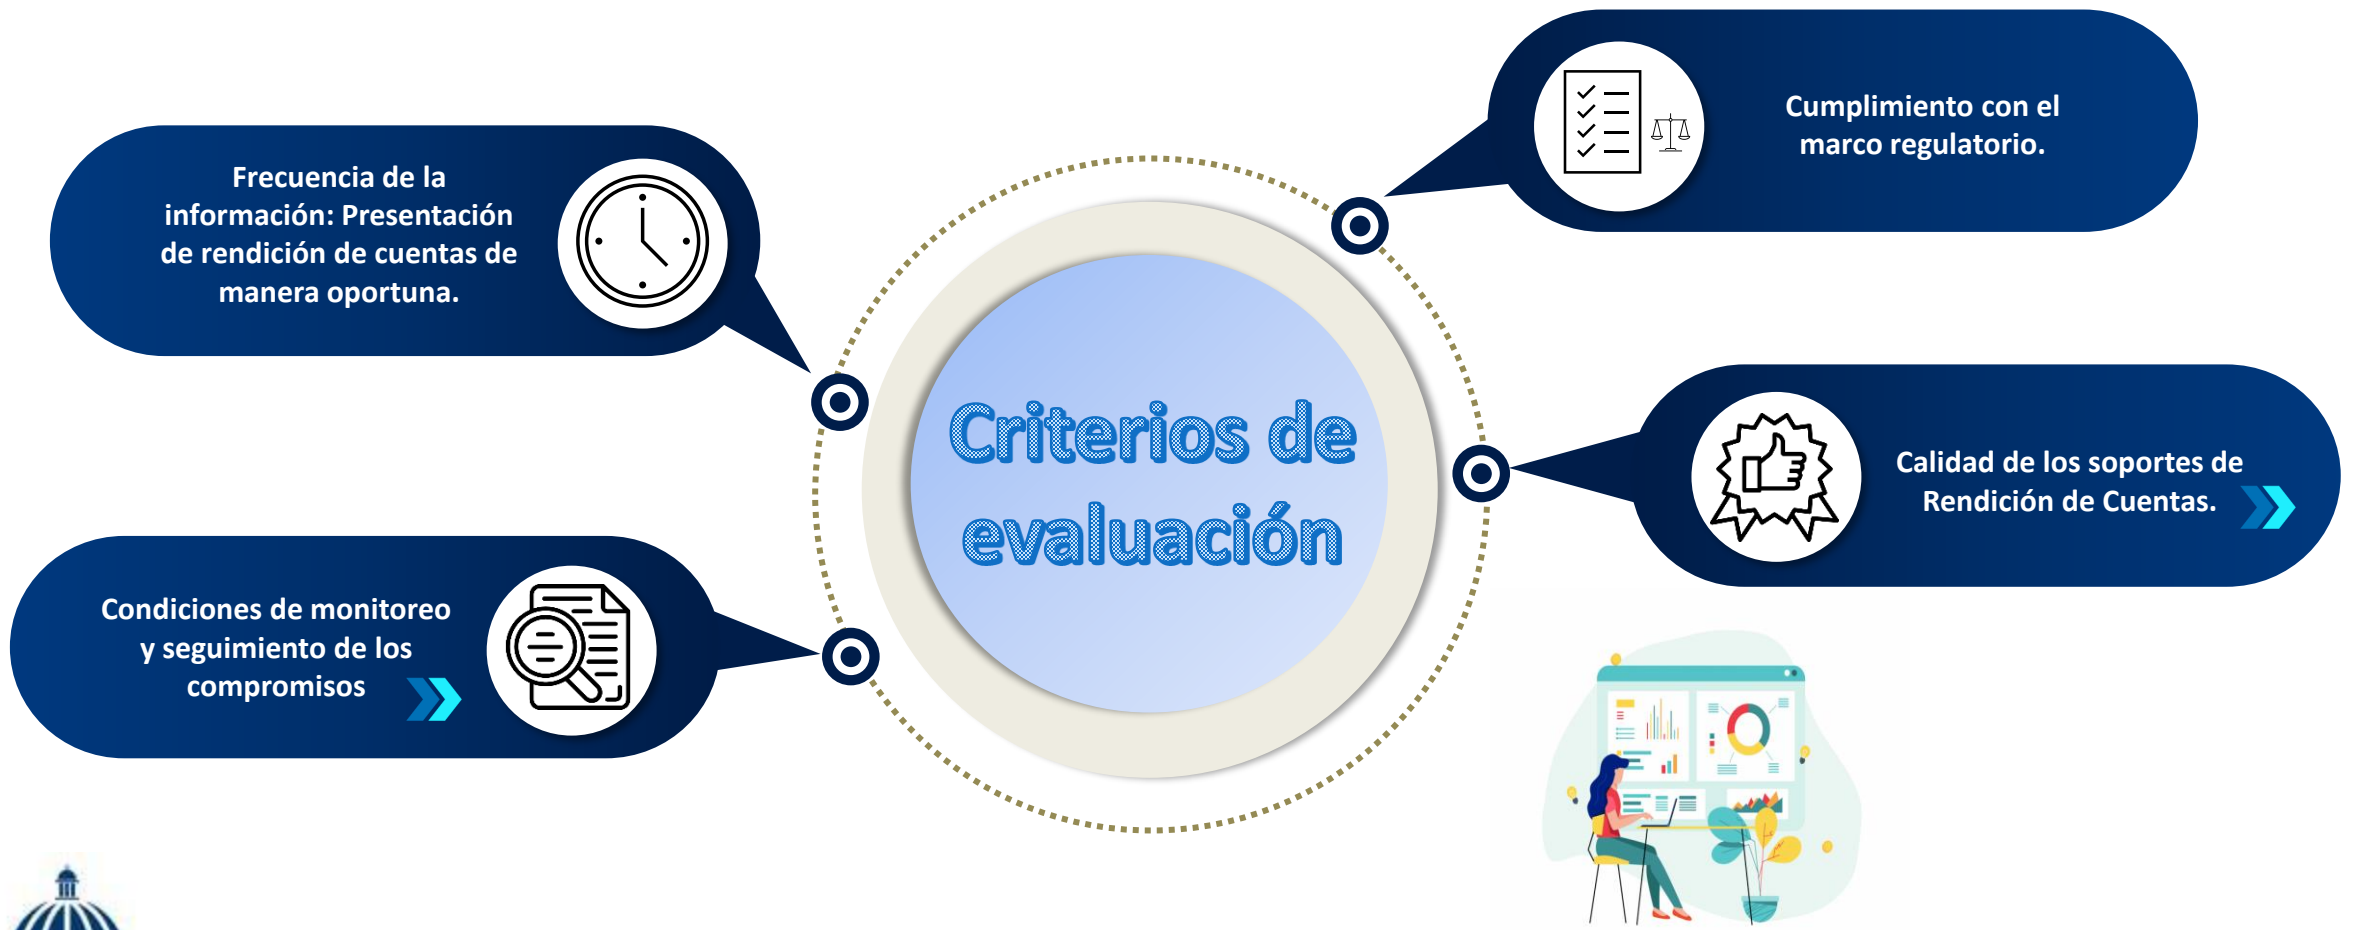 Frecuencia de la
información: Presentación
de rendición de cuentas de
manera oportuna.
Cumplimiento con el
marco regulatorio.
Criterios de
evaluación
Calidad de los soportes de
Rendición de Cuentas.
Condiciones de monitoreo
y seguimiento de los
compromisos